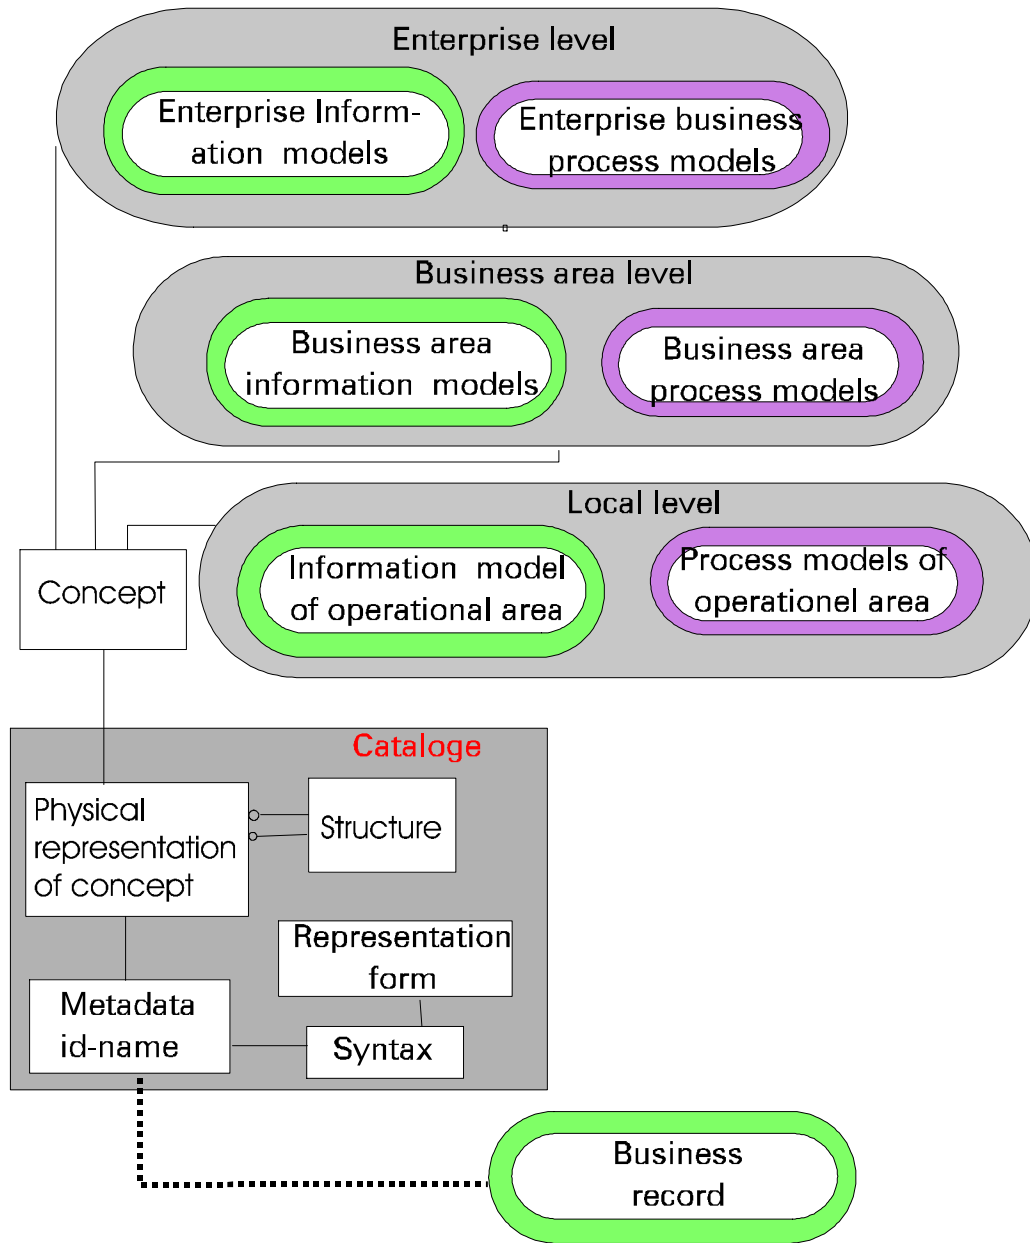 Enterprise level
Enterprise Inform-
ation models
Enterprise business
process models
Business area level
Business area
information models
Business area
process models
Local level
Information model
of operational area
Process models of
operationel area
Concept
Cataloge
Physical
representation
of concept
Structure
Representation
form
Metadata
id-name
Syntax
Business
record